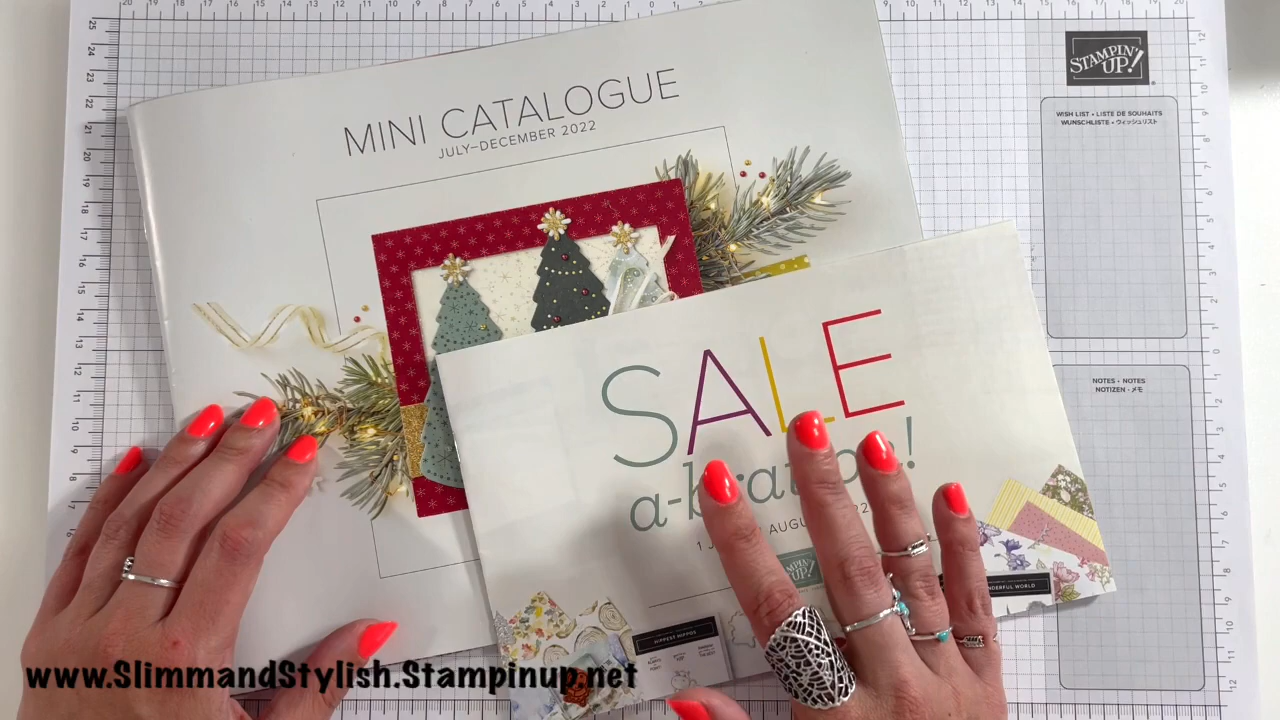 STAMPIN' UP!
WISH LIST • LISTE DE SOUHAITS
WUNSCHLISTE • ウィッシュリスト
MINI CATALOGUE
JULY–DECEMBER 2022
SALE
a-bration!
NOTES • NOTES
NOTIZEN • メモ
HIPPEST HIPPOS
www.SlimmandStylish.Stampinup.net